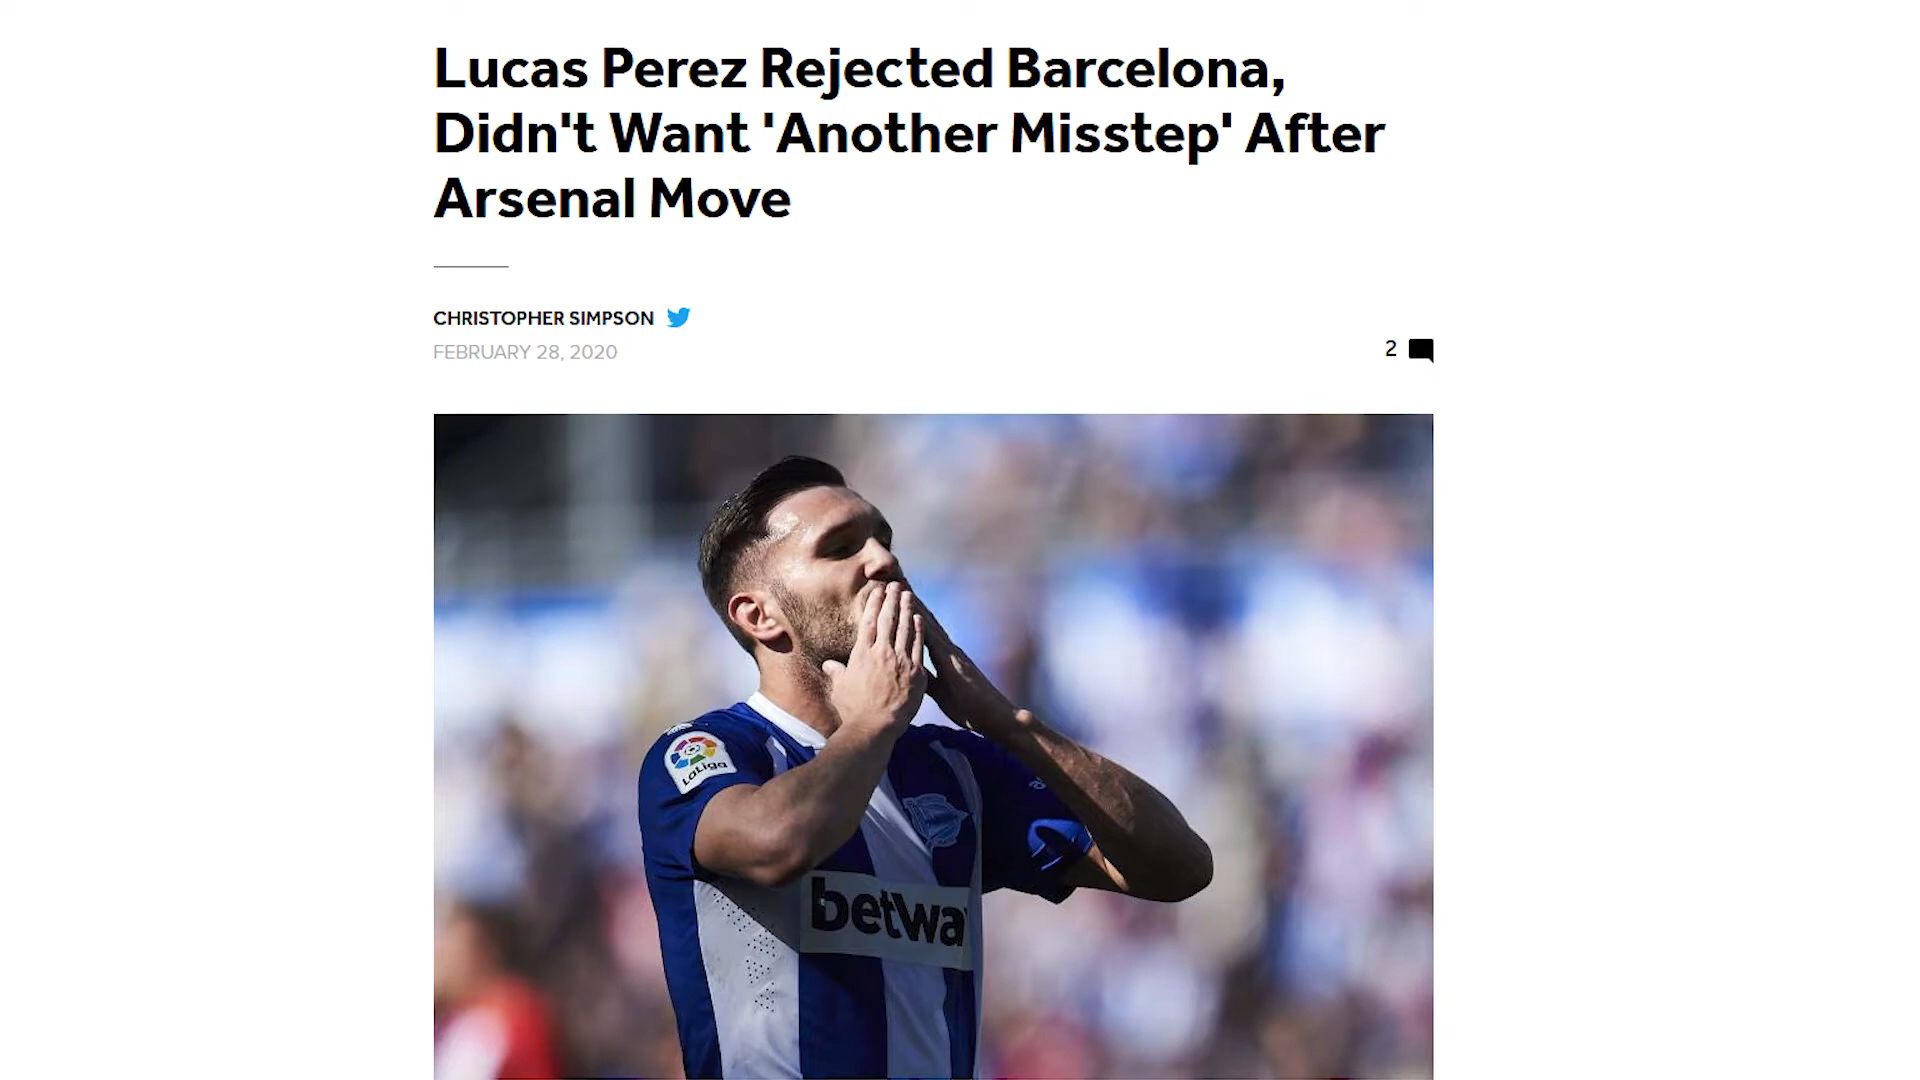 Lucas Perez Rejected Barcelona,
Didn't Want 'Another Misstep' After
Arsenal Move
CHRISTOPHER SIMPSON
FEBRUARY 28, 2020
2
LaLiga
betwa